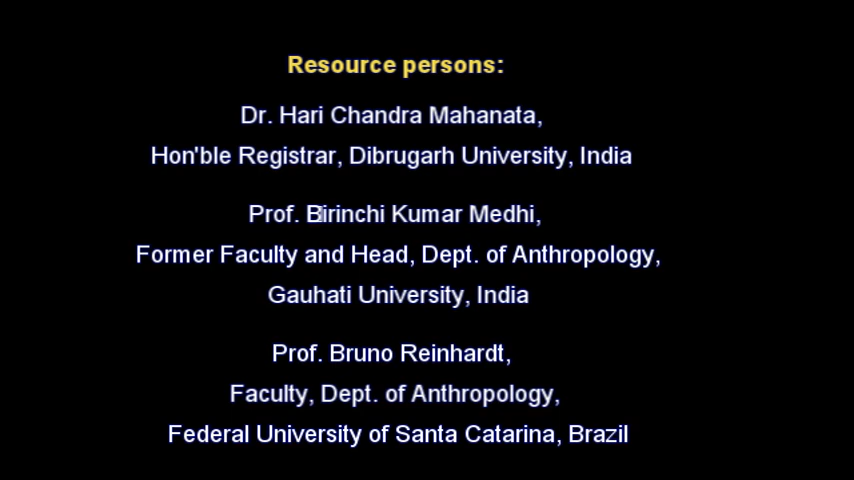 Resource persons:
Dr. Hari Chandra Mahanata,
Hon'ble Registrar, Dibrugarh University, India
Prof. Birinchi Kumar Medhi,
Former Faculty and Head, Dept. of Anthropology,
Gauhati University, India
Prof. Bruno Reinhardt,
Faculty, Dept. of Anthropology,
Federal University of Santa Catarina, Brazil